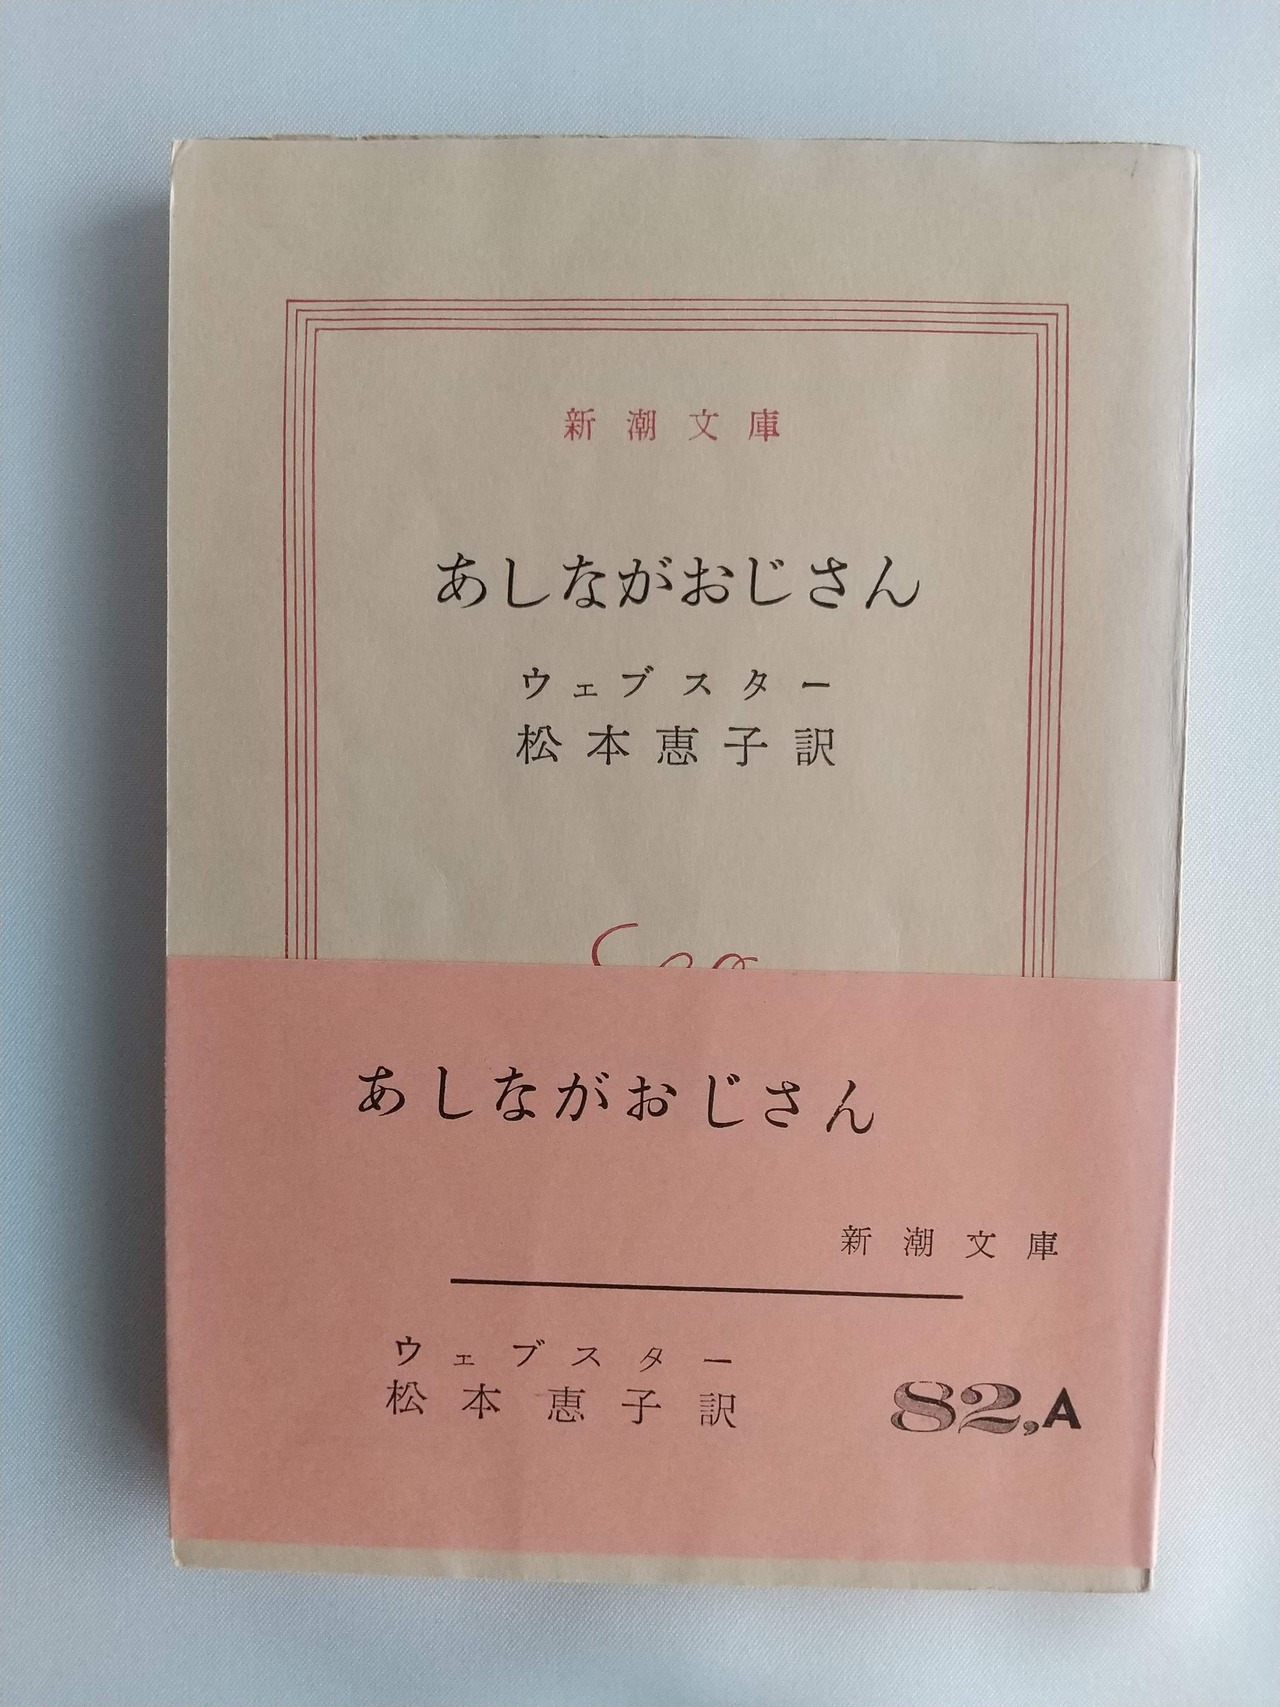 新潮文庫
あしながおじさん
ウェブスター
松本恵子訳
あしながおじさん
新潮文庫
ウェブスター
松本恵子訳
82,A